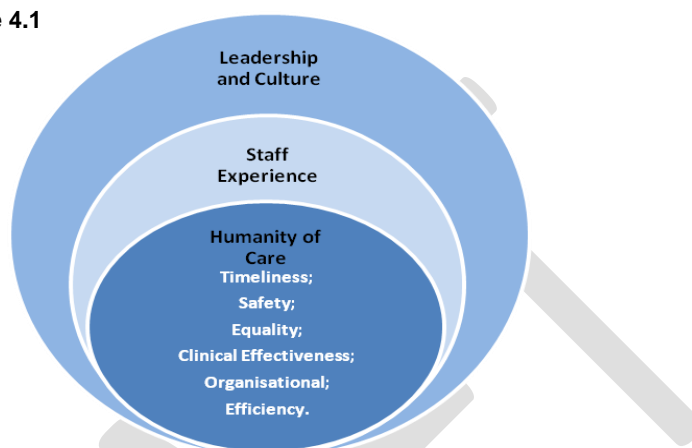 4.1
Leadership
and Culture
Staff
Experience
Humanity of
Care
Timeliness;
Safety;
Equality;
Clinical Effectiveness;
Organisational;
Efficiency.